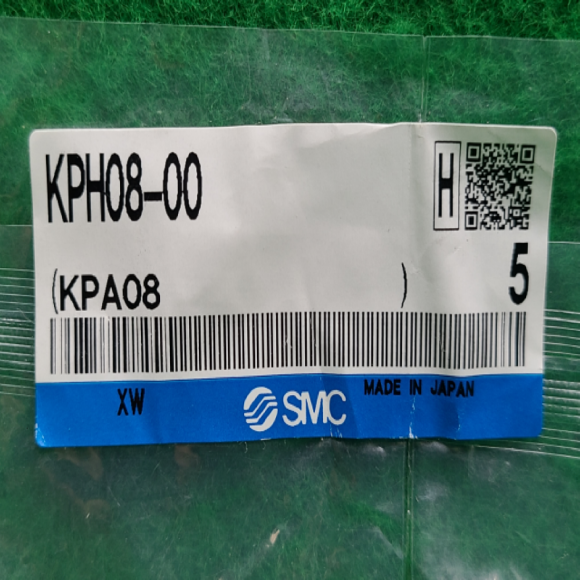 KPH08-00
H
(KPA08 )
5
XW
SMC
MADE IN JAPAN